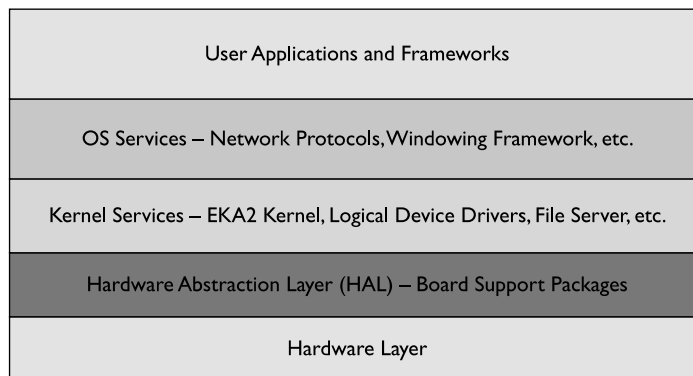 User Applications and Frameworks
OS Services – Network Protocols, Windowing Framework, etc.
Kernel Services – EKA2 Kernel, Logical Device Drivers, File Server, etc.
Hardware Abstraction Layer (HAL) – Board Support Packages
Hardware Layer